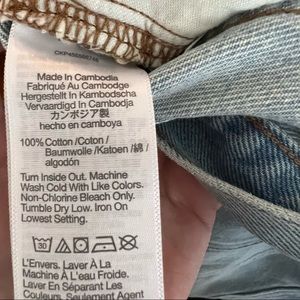 Made In Cambodia
Fabriqué Au Cambodge
Hergestellt In Kambodscha
Vervaardigd In Cambodja
カンボジア製
hecho en camboya
100% Cotton /Coton /
Baumwolle /Katoen /綿 /
algodón
Turn Inside Out. Machine
Wash Cold With Like Colors.
Non-Chlorine Bleach Only.
Tumble Dry Low. Iron On
Lowest Setting.
30
L'Envers. Laver À La
Machine À L'eau Froide.
Laver En Séparant Les
Couleurs. Seulement Agent